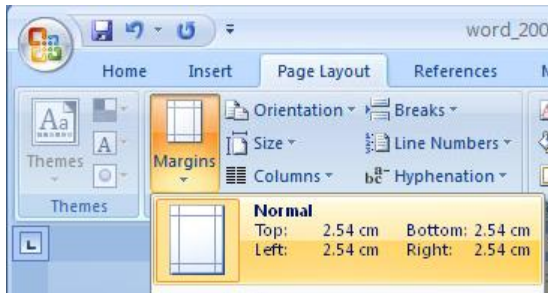 word_200
Home Insert Page Layout References
Aa Orientation Breaks
A Size Line Numbers
Themes Margins Columns bc a- Hyphenation
Themes
L Normal
Top: 2.54 cm Bottom: 2.54 cm
Left: 2.54 cm Right: 2.54 cm